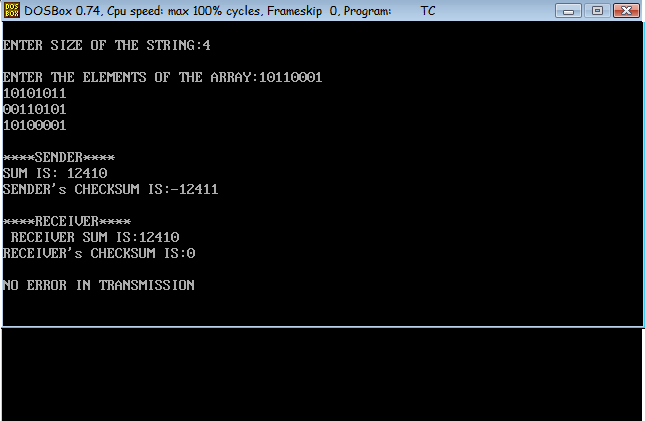 DOS BOX DOSBox 0.74, Cpu speed: max 100% cycles, Frameskip 0, Program: TC
ENTER SIZE OF THE STRING:4
ENTER THE ELEMENTS OF THE ARRAY:10110001
10101011
00110101
10100001
****SENDER****
SUM IS: 12410
SENDER's CHECKSUM IS:-12411
****RECEIVER****
RECEIVER SUM IS:12410
RECEIVER's CHECKSUM IS:0
NO ERROR IN TRANSMISSION